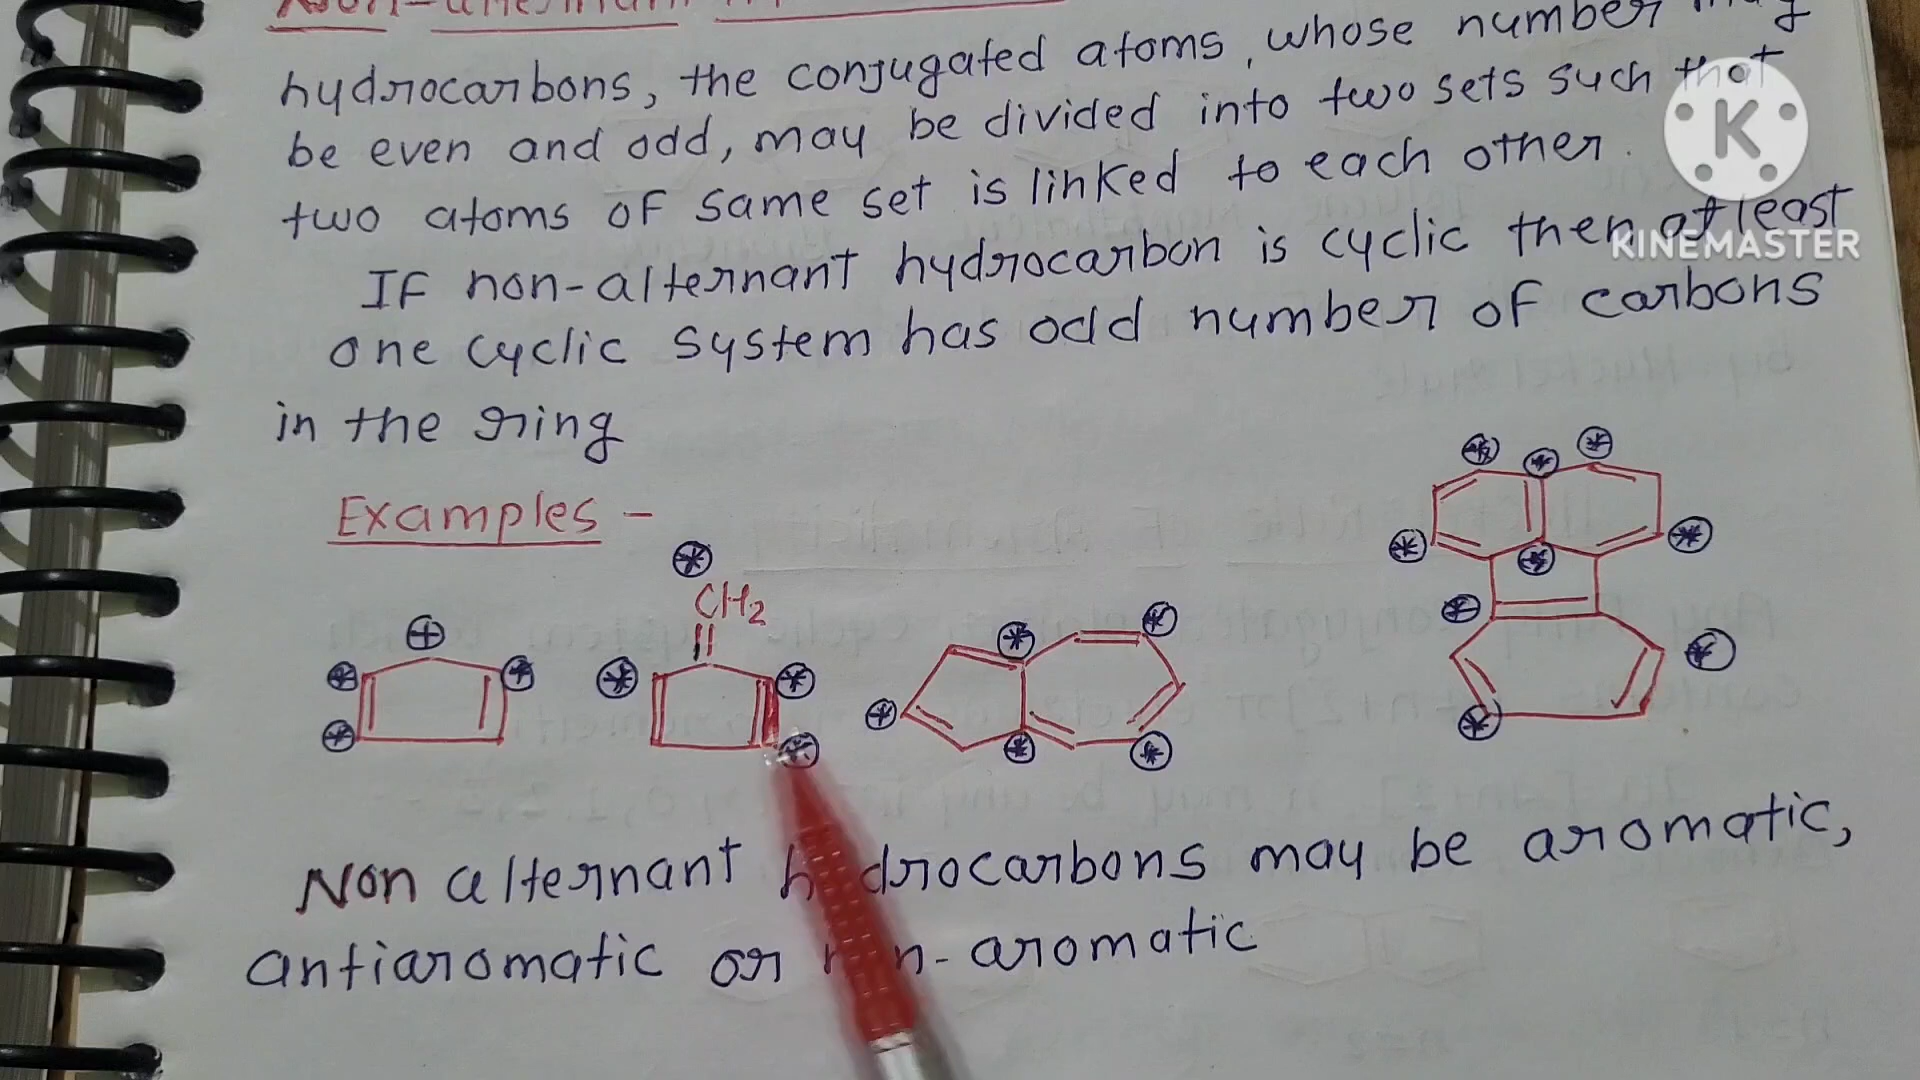 hydrocarbons, the conjugated atoms, whose number may
be even and odd, may be divided into two sets such that
two atoms of same set is linked to each other.
If non-alternant hydrocarbon is cyclic then at least
one cyclic system has odd number of carbons
in the ring
Examples -
CH2
Non alternant hydrocarbons may be aromatic,
antiaromatic or non-aromatic
K
KINEMASTER